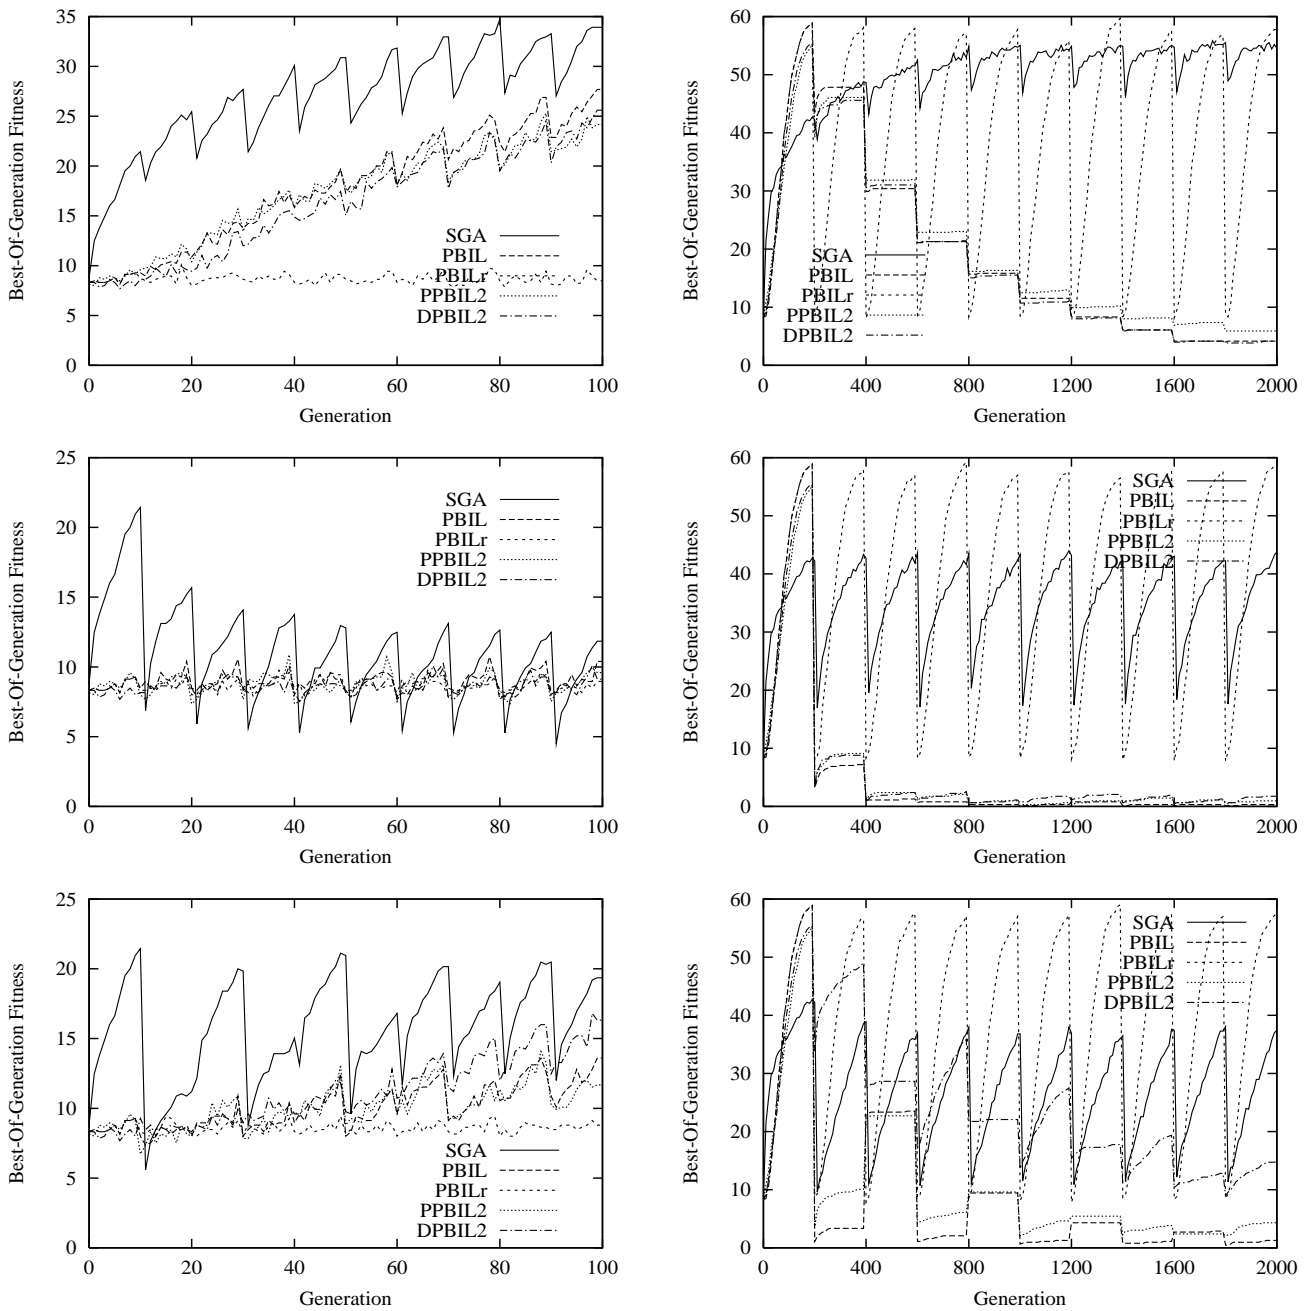 35
30
25
20
15
10
5
0
Best-Of-Generation Fitness
SGA
PBIL
PBILr
PPBIL2
DPBIL2
0 20 40 60 80 100
Generation
60
50
40
30
20
10
0
Best-Of-Generation Fitness
SGA
PBIL
PBILr
PPBIL2
DPBIL2
0 400 800 1200 1600 2000
Generation
25
20
15
10
5
0
Best-Of-Generation Fitness
SGA
PBIL
PBILr
PPBIL2
DPBIL2
0 20 40 60 80 100
Generation
60
50
40
30
20
10
0
Best-Of-Generation Fitness
SGA
PBIL
PBILr
PPBIL2
DPBIL2
0 400 800 1200 1600 2000
Generation
25
20
15
10
5
0
Best-Of-Generation Fitness
SGA
PBIL
PBILr
PPBIL2
DPBIL2
0 20 40 60 80 100
Generation
60
50
40
30
20
10
0
Best-Of-Generation Fitness
SGA
PBIL
PBILr
PPBIL2
DPBIL2
0 400 800 1200 1600 2000
Generation